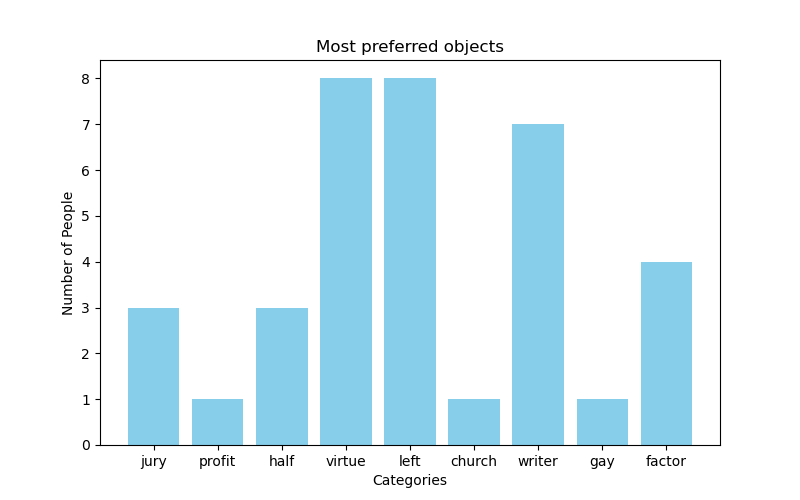 Most preferred objects
8
7
6
5
4
3
2
1
0
Number of People
jury profit half virtue left church writer gay factor
Categories